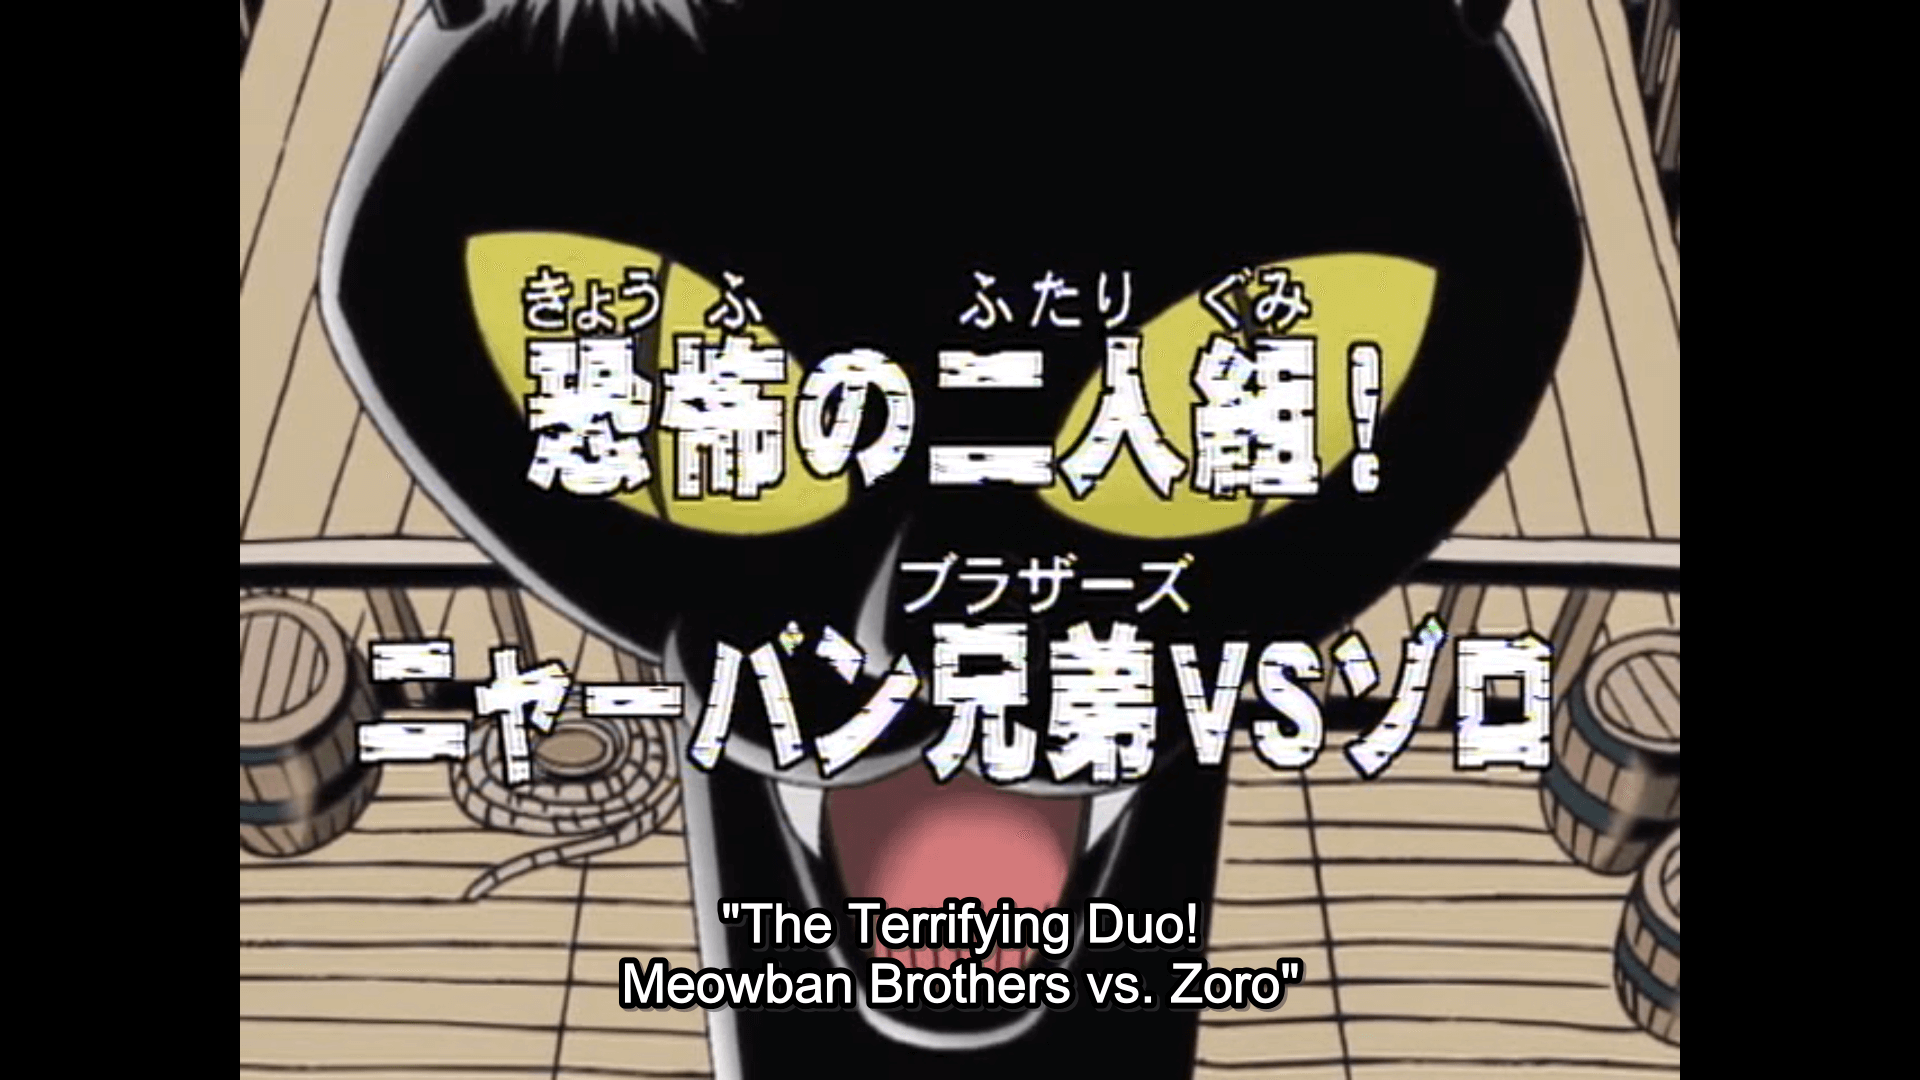 きょうふ ふたりぐみ
恐怖の二人組!
ブラザーズ
ニャーバン兄弟VSゾロ
"The Terrifying Duo!
Meowban Brothers vs. Zoro"